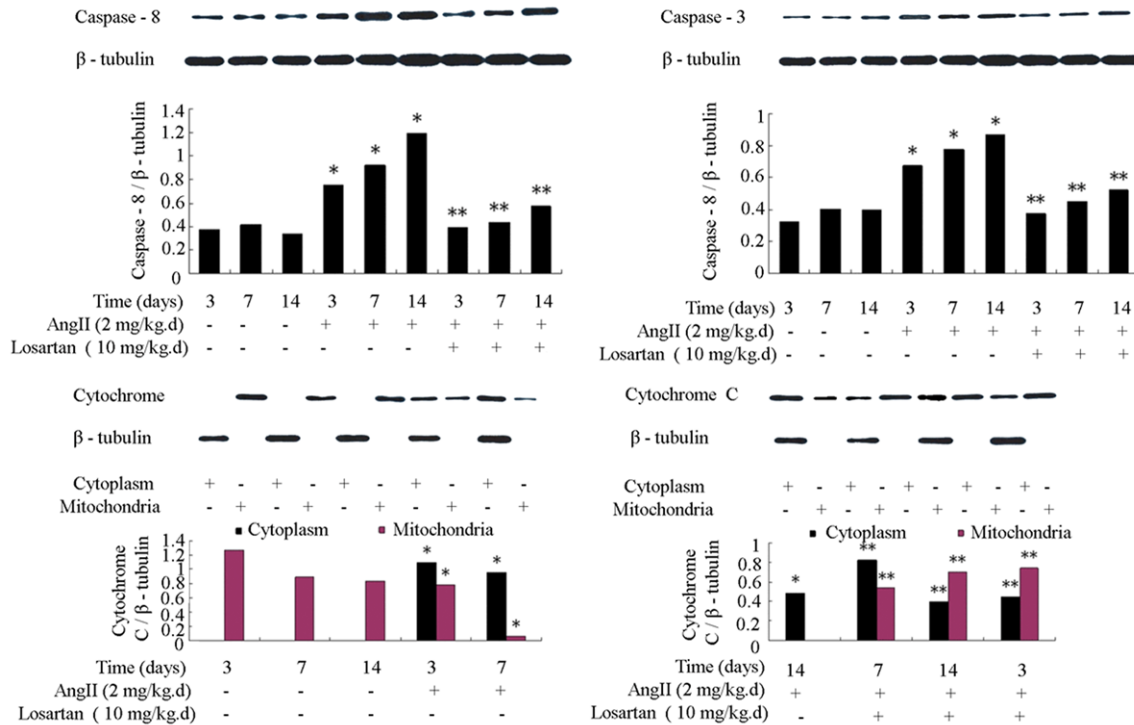 Caspase - 8
β - tubulin
Caspase - 8 / β - tubulin
1.4
1.2
1
0.8
0.6
0.4
0.2
0
* * * ** ** **
Time (days) 3 7 14 3 7 14 3 7 14
AngII (2 mg/kg.d) - - - + + + + + +
Losartan ( 10 mg/kg.d) - - - - - - + + +
Caspase - 3
β - tubulin
Caspase - 8 / β - tubulin
1
0.8
0.6
0.4
0.2
0
* * * ** ** **
Time (days) 3 7 14 3 7 14 3 7 14
AngII (2 mg/kg.d) - - - + + + + + +
Losartan ( 10 mg/kg.d) - - - - - - + + +
Cytochrome
β - tubulin
Cytoplasm + - + - + - + - + -
Mitochondria - + - + - + - + - +
Cytoplasm Mitochondria
Cytochrome
C / β - tubulin
1.4
1.2
1.0
0.8
0.6
0.4
0.2
0
* * * *
Time (days) 3 7 14 3 7
AngII (2 mg/kg.d) - - - + +
Losartan ( 10 mg/kg.d) - - - - -
Cytochrome C
β - tubulin
Cytoplasm + - + - + - + -
Mitochondria - + - + - + - +
Cytoplasm Mitochondria
Cytochrome
C / β - tubulin
1
0.8
0.6
0.4
0.2
0
* ** ** ** ** ** **
Time (days) 14 7 14 3
AngII (2 mg/kg.d) + + + +
Losartan ( 10 mg/kg.d) - + + +